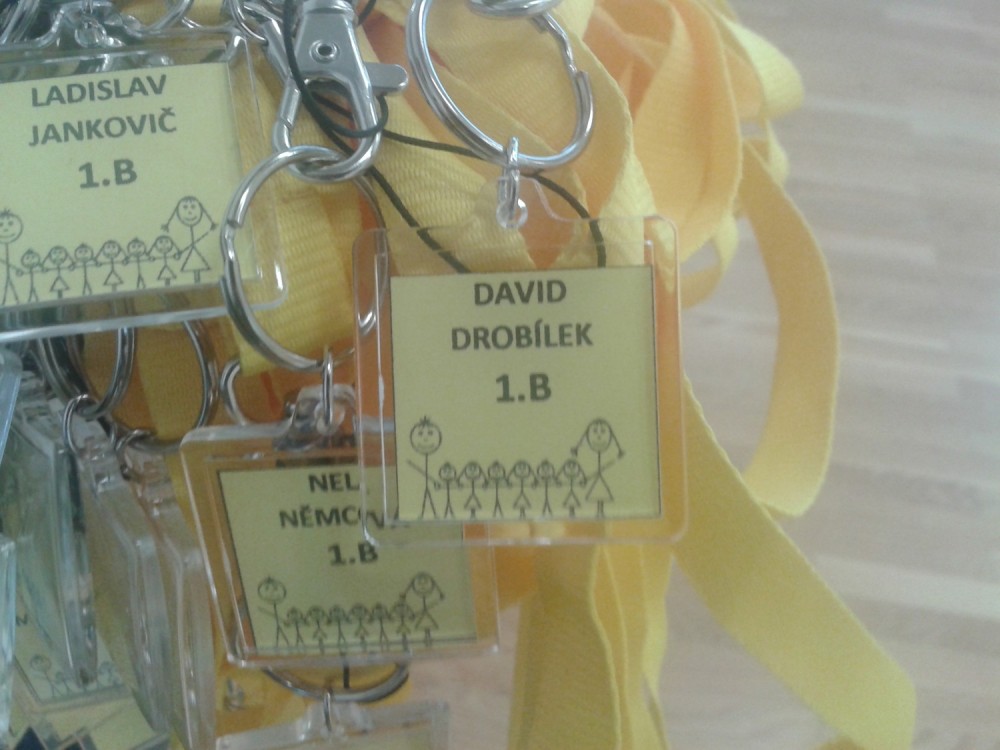 LADISLAV
JANKOVIČ
1.B
DAVID
DROBÍLEK
1.B
1.B